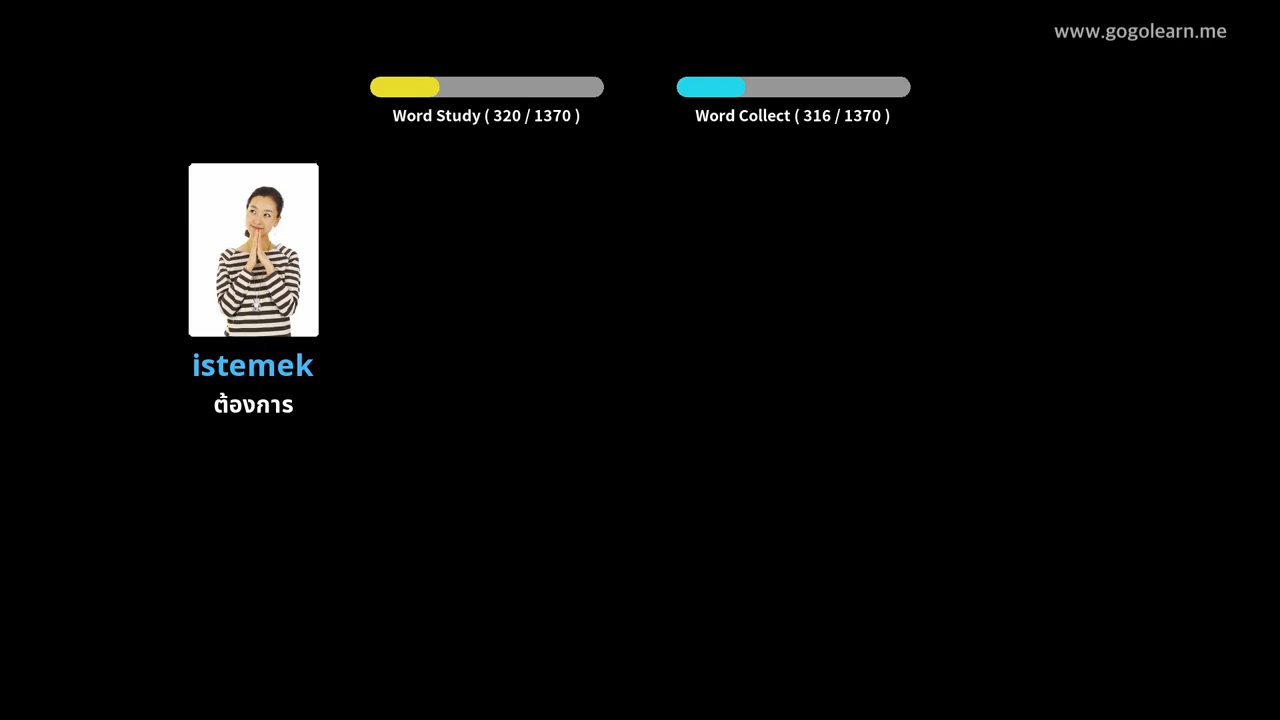 www.gogolearn.me
Word Study ( 320 / 1370 )
Word Collect ( 316 / 1370 )
istemek
ต้องการ